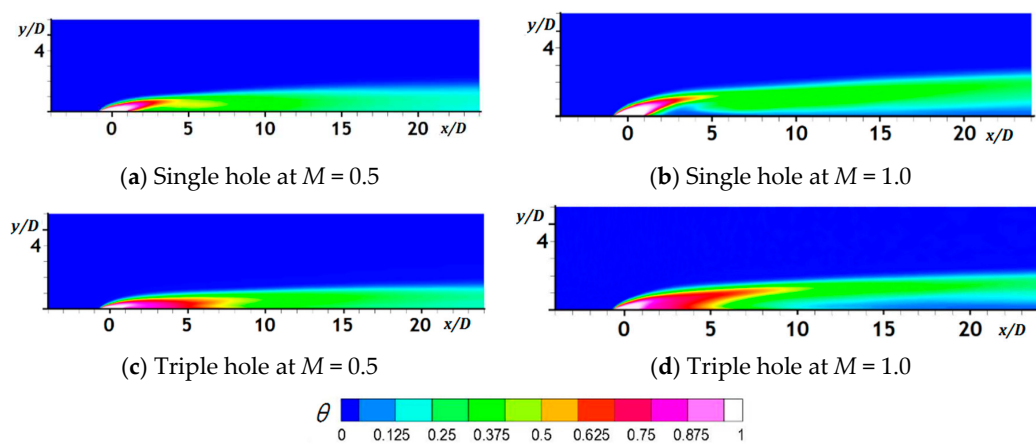 y/D
4
0 5 10 15 20 x/D
(a) Single hole at M = 0.5
y/D
4
0 5 10 15 20 x/D
(b) Single hole at M = 1.0
y/D
4
0 5 10 15 20 x/D
(c) Triple hole at M = 0.5
y/D
4
0 5 10 15 20 x/D
(d) Triple hole at M = 1.0
θ
0 0.125 0.25 0.375 0.5 0.625 0.75 0.875 1